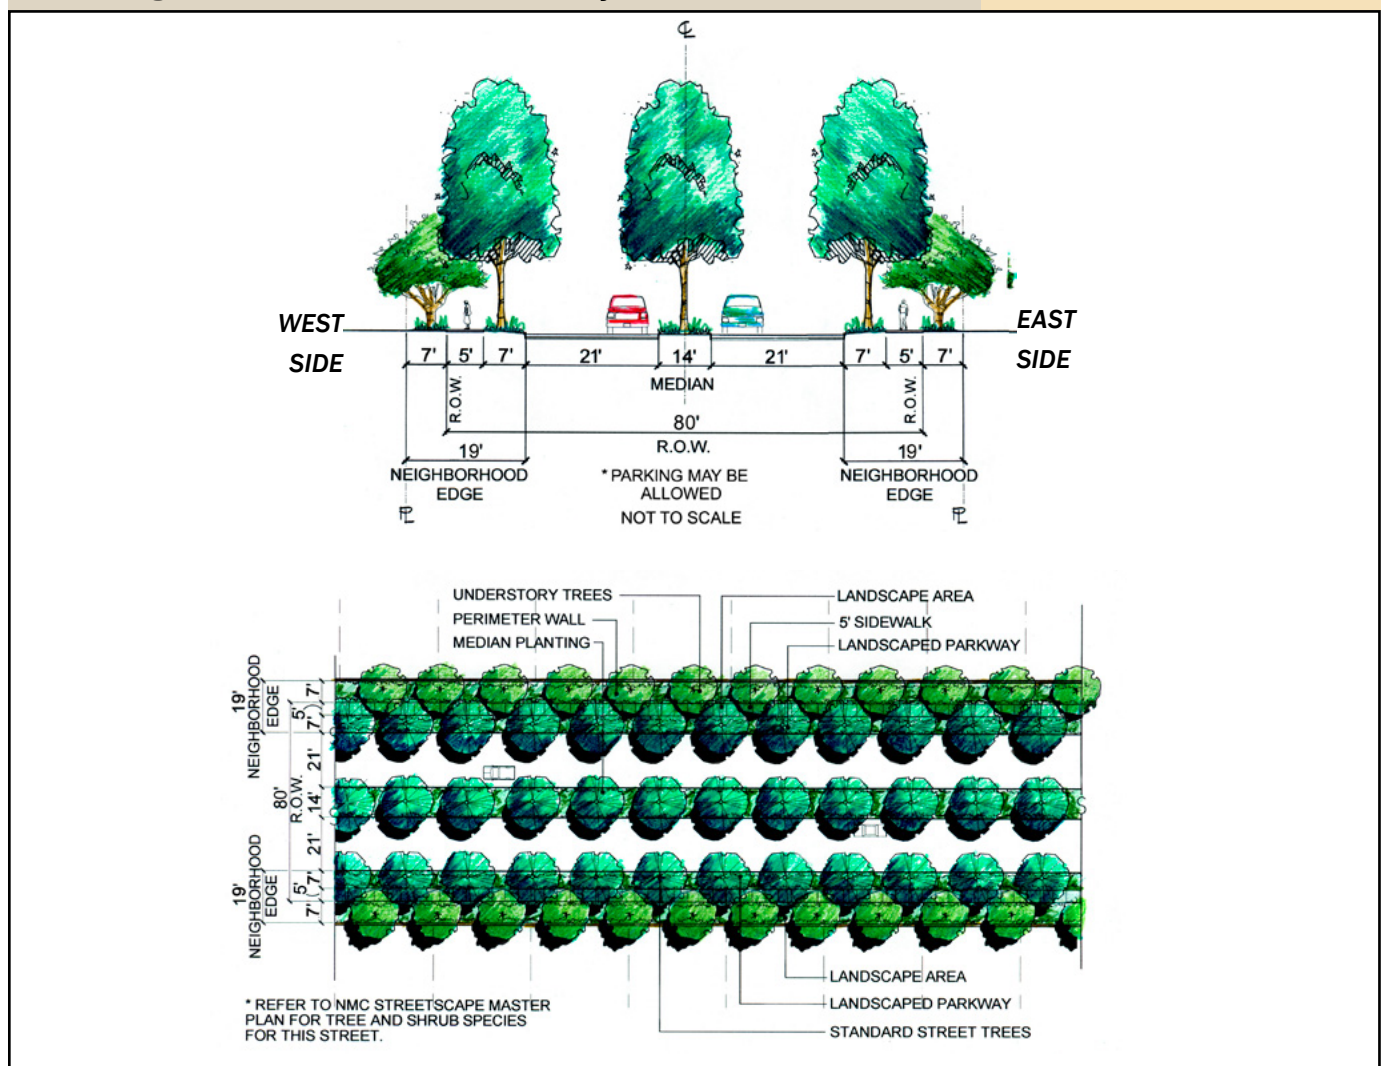 ℄
WEST
SIDE
EAST
SIDE
7' 5' 7' 21' 14' 21' 7' 5' 7'
MEDIAN
R.O.W.
R.O.W.
80'
R.O.W.
19'
19'
NEIGHBORHOOD
EDGE
* PARKING MAY BE
ALLOWED
NEIGHBORHOOD
EDGE
NOT TO SCALE
PL
PL
UNDERSTORY TREES
PERIMETER WALL
MEDIAN PLANTING
LANDSCAPE AREA
5' SIDEWALK
LANDSCAPED PARKWAY
19'
NEIGHBORHOOD
EDGE
7'
5'
7'
21'
80'
R.O.W.
14'
21'
19'
NEIGHBORHOOD
EDGE
5'
7'
7'
LANDSCAPE AREA
LANDSCAPED PARKWAY
STANDARD STREET TREES
* REFER TO NMC STREETSCAPE MASTER
PLAN FOR TREE AND SHRUB SPECIES
FOR THIS STREET.